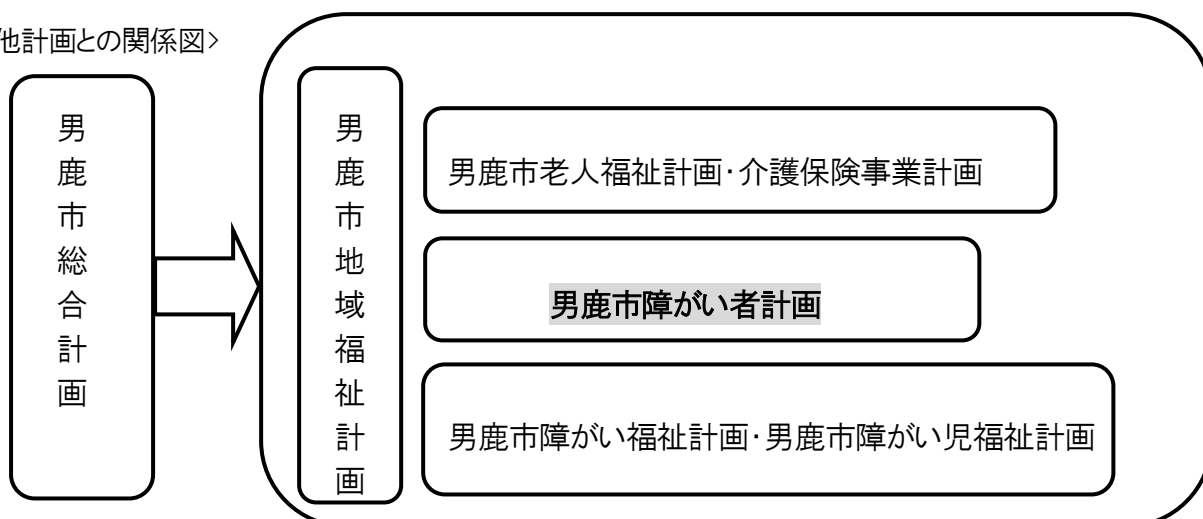 他計画との関係図>
男鹿市総合計画
男鹿市地域福祉計画
男鹿市老人福祉計画・介護保険事業計画
男鹿市障がい者計画
男鹿市障がい福祉計画・男鹿市障がい児福祉計画